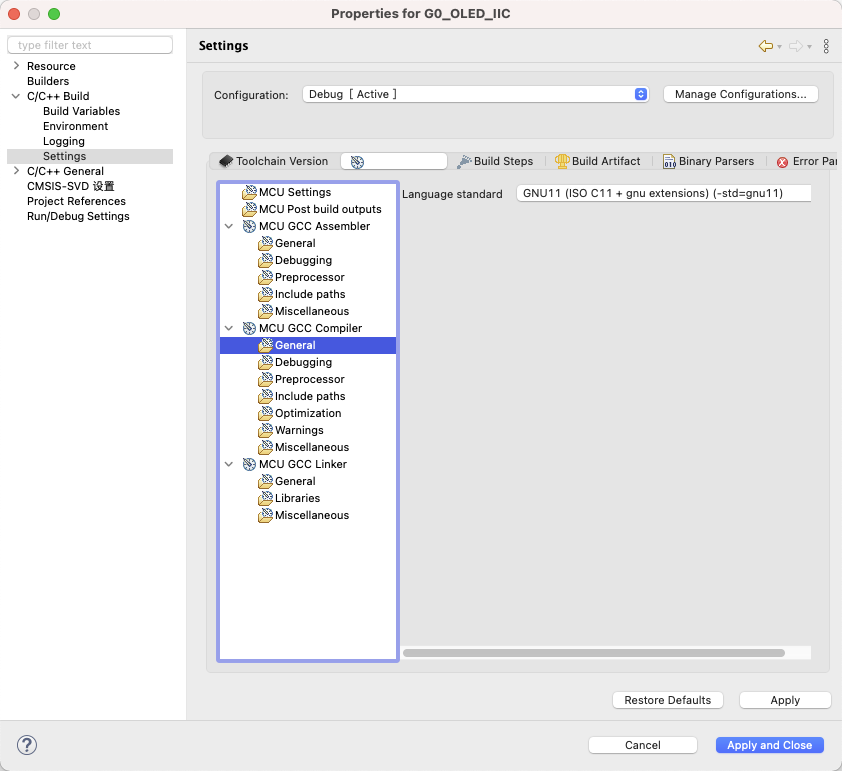 Properties for G0_OLED_IIC
type filter text
Resource
Builders
C/C++ Build
Build Variables
Environment
Logging
Settings
C/C++ General
CMSIS-SVD 设置
Project References
Run/Debug Settings
Settings
Configuration:
Debug [ Active ]
Manage Configurations...
Toolchain Version
Build Steps
Build Artifact
Binary Parsers
Error Par
MCU Settings
MCU Post build outputs
MCU GCC Assembler
General
Debugging
Preprocessor
Include paths
Miscellaneous
MCU GCC Compiler
General
Debugging
Preprocessor
Include paths
Optimization
Warnings
Miscellaneous
MCU GCC Linker
General
Libraries
Miscellaneous
Language standard
GNU11 (ISO C11 + gnu extensions) (-std=gnu11)
Restore Defaults
Apply
?
Cancel
Apply and Close